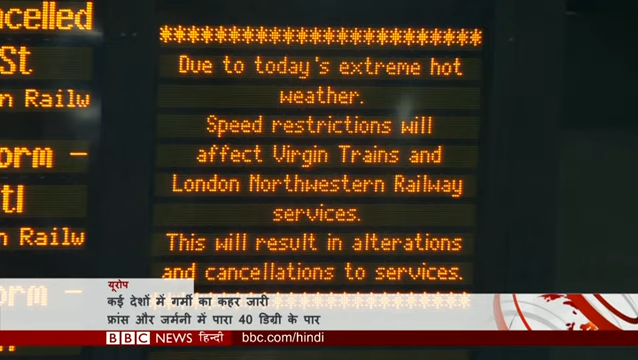 ncelled
St
n Railw
orm -
tl
n Railw
orm -
Due to today's extreme hot
weather.
Speed restrictions will
affect Virgin Trains and
London Northwestern Railway
services.
This will result in alterations
and cancellations to services.
यूरोप
कई देशों में गर्मी का कहर जारी
फ्रांस और जर्मनी में पारा 40 डिग्री के पार
BBC NEWS हिन्दी bbc.com/hindi